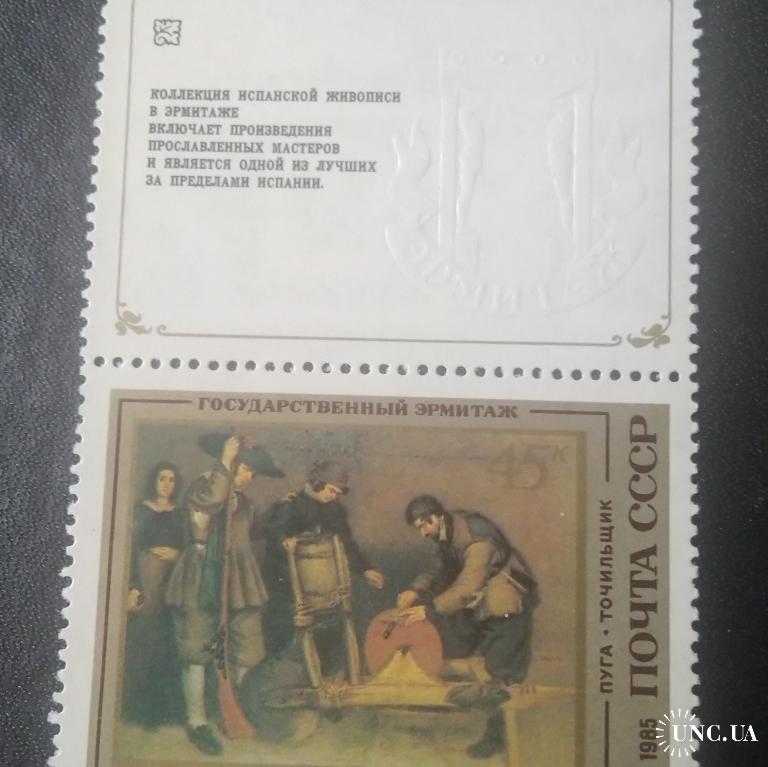 КОЛЛЕКЦИЯ ИСПАНСКОЙ ЖИВОПИСИ
В ЭРМИТАЖЕ
ВКЛЮЧАЕТ ПРОИЗВЕДЕНИЯ
ПРОСЛАВЛЕННЫХ МАСТЕРОВ
И ЯВЛЯЕТСЯ ОДНОЙ ИЗ ЛУЧШИХ
ЗА ПРЕДЕЛАМИ ИСПАНИИ.
ЭРМИТАЖ
ГОСУДАРСТВЕННЫЙ ЭРМИТАЖ
45К
ПУГА • ТОЧИЛЬЩИК
ПОЧТА СССР
1985
UNC.UA